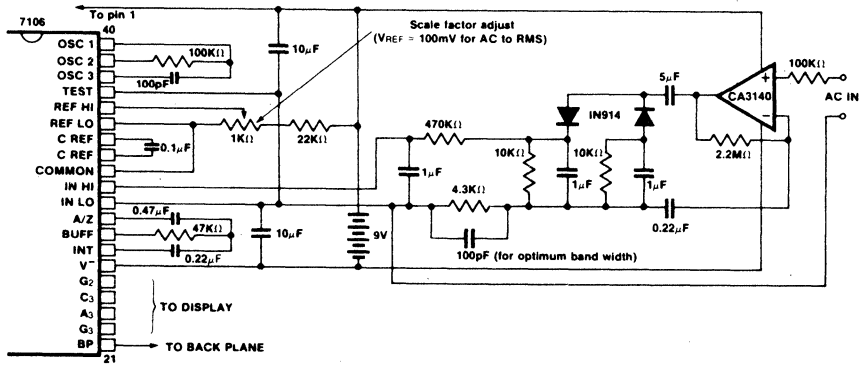 7106
To pin 1
40
OSC 1
OSC 2
OSC 3
TEST
REF HI
REF LO
C REF
C REF
COMMON
IN HI
IN LO
A/Z
BUFF
INT
V−
G2
C3
A3
G3
BP
21
100KΩ
100pF
0.1μF
0.47μF
47KΩ
0.22μF
TO DISPLAY
TO BACK PLANE
10μF
Scale factor adjust
(VREF = 100mV for AC to RMS)
1KΩ
22KΩ
10μF
9V
470KΩ
1μF
4.3KΩ
100pF (for optimum band width)
10KΩ
1μF
IN914
10KΩ
1μF
5μF
CA3140
+
−
100KΩ
AC IN
2.2MΩ
0.22μF